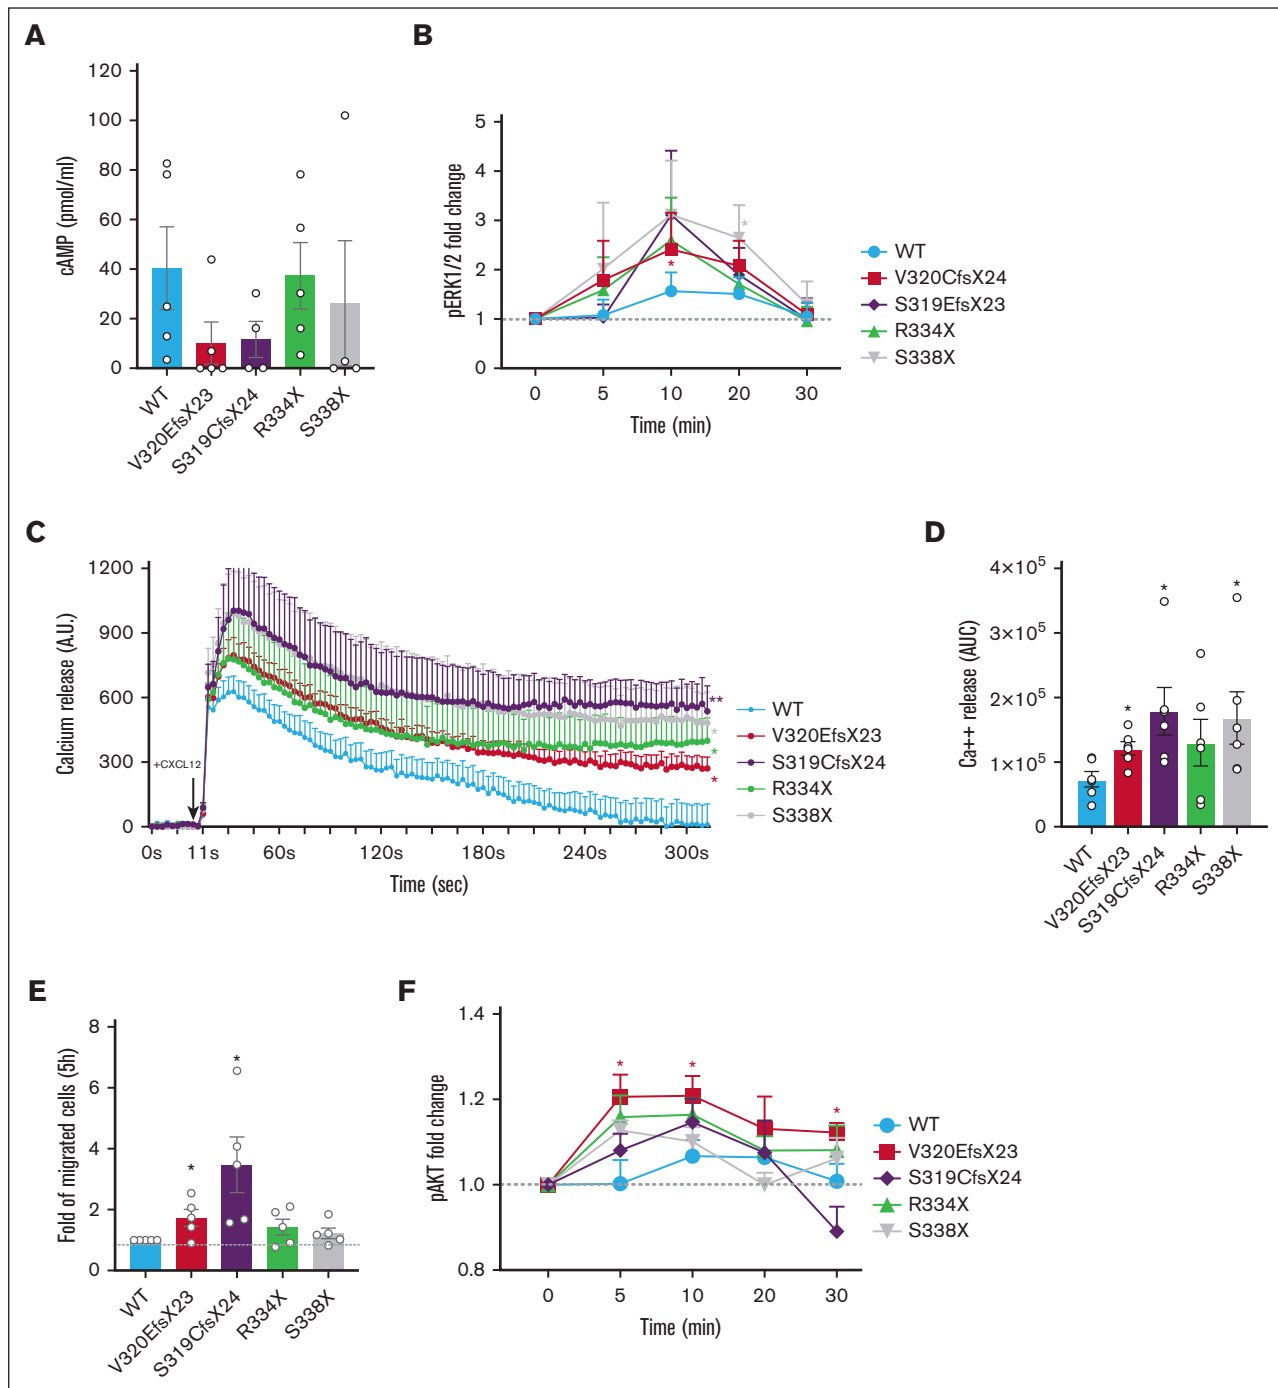 A
cAMP (pmol/ml)
120
100
80
60
40
20
0
WT
V320EfsX23
S319CfsX24
R334X
S338X
B
pERK1/2 fold change
5
4
3
2
1
0
*
*
0 5 10 20 30
Time (min)
WT
V320CfsX24
S319EfsX23
R334X
S338X
C
Calcium release (A.U.)
1200
900
600
300
0
+CXCL12
**
*
*
*
0s 11s 60s 120s 180s 240s 300s
Time (sec)
WT
V320EfsX23
S319CfsX24
R334X
S338X
D
Ca++ release (AUC)
4×10⁵
3×10⁵
2×10⁵
1×10⁵
0
*
*
*
WT
V320EfsX23
S319CfsX24
R334X
S338X
E
Fold of migrated cells (5h)
8
6
4
2
0
*
*
WT
V320EfsX23
S319CfsX24
R334X
S338X
F
pAKT fold change
1.4
1.2
1.0
0.8
*
*
*
0 5 10 20 30
Time (min)
WT
V320EfsX23
S319CfsX24
R334X
S338X